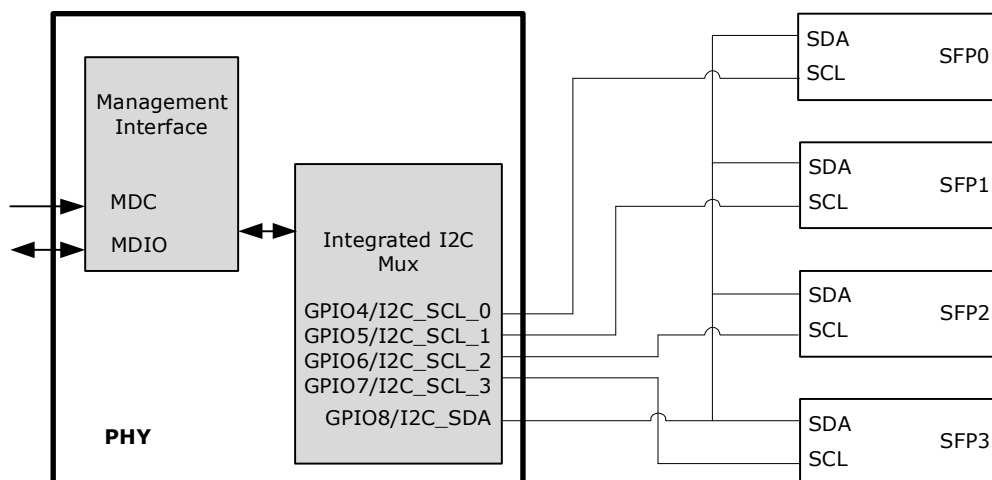 Management
Interface
MDC
MDIO
Integrated I2C
Mux
GPIO4/I2C_SCL_0
GPIO5/I2C_SCL_1
GPIO6/I2C_SCL_2
GPIO7/I2C_SCL_3
GPIO8/I2C_SDA
PHY
SDA
SCL
SFP0
SDA
SCL
SFP1
SDA
SCL
SFP2
SDA
SCL
SFP3